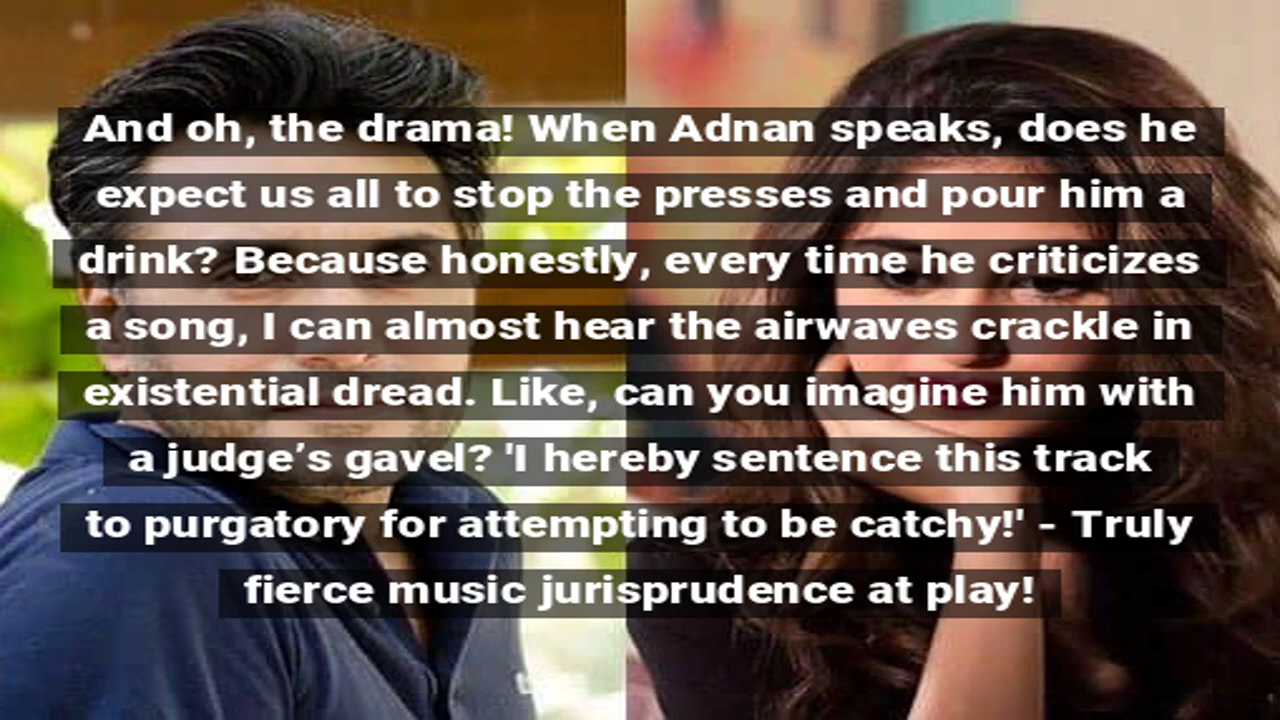 And oh, the drama! When Adnan speaks, does he
expect us all to stop the presses and pour him a
drink? Because honestly, every time he criticizes
a song, I can almost hear the airwaves crackle in
existential dread. Like, can you imagine him with
a judge’s gavel? 'I hereby sentence this track
to purgatory for attempting to be catchy!' - Truly
fierce music jurisprudence at play!